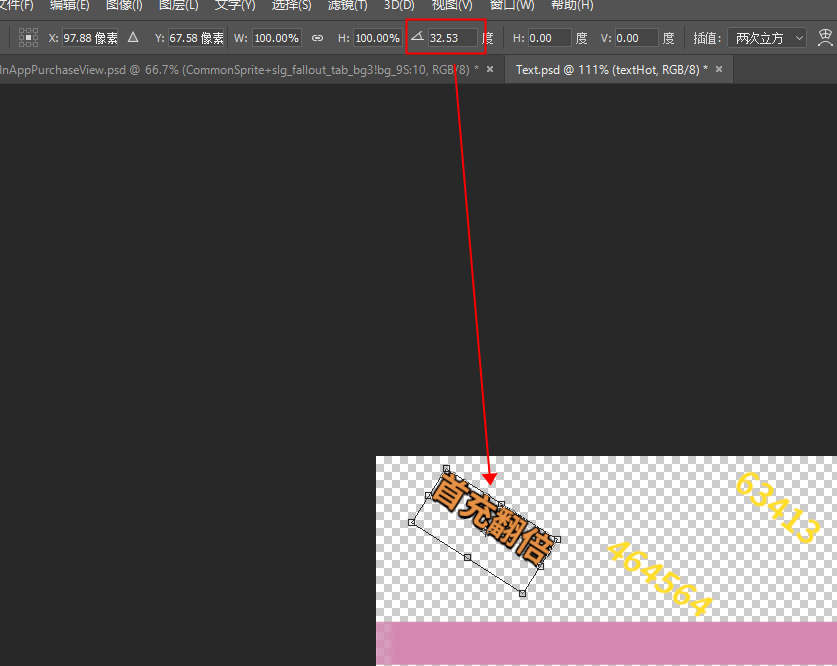 文件(F) 编辑(E) 图像(I) 图层(L) 文字(Y) 选择(S) 滤镜(T) 3D(D) 视图(V) 窗口(W) 帮助(H)
X: 97.88 像素 Y: 67.58 像素 W: 100.00% H: 100.00% 32.53 度 H: 0.00 度 V: 0.00 度 插值: 两次立方
InAppPurchaseView.psd @ 66.7% (CommonSprite+slg_fallout_tab_bg3!bg_9S:10, RGB/8) * × Text.psd @ 111% (textHot, RGB/8) * ×
首充翻倍
63413
464564